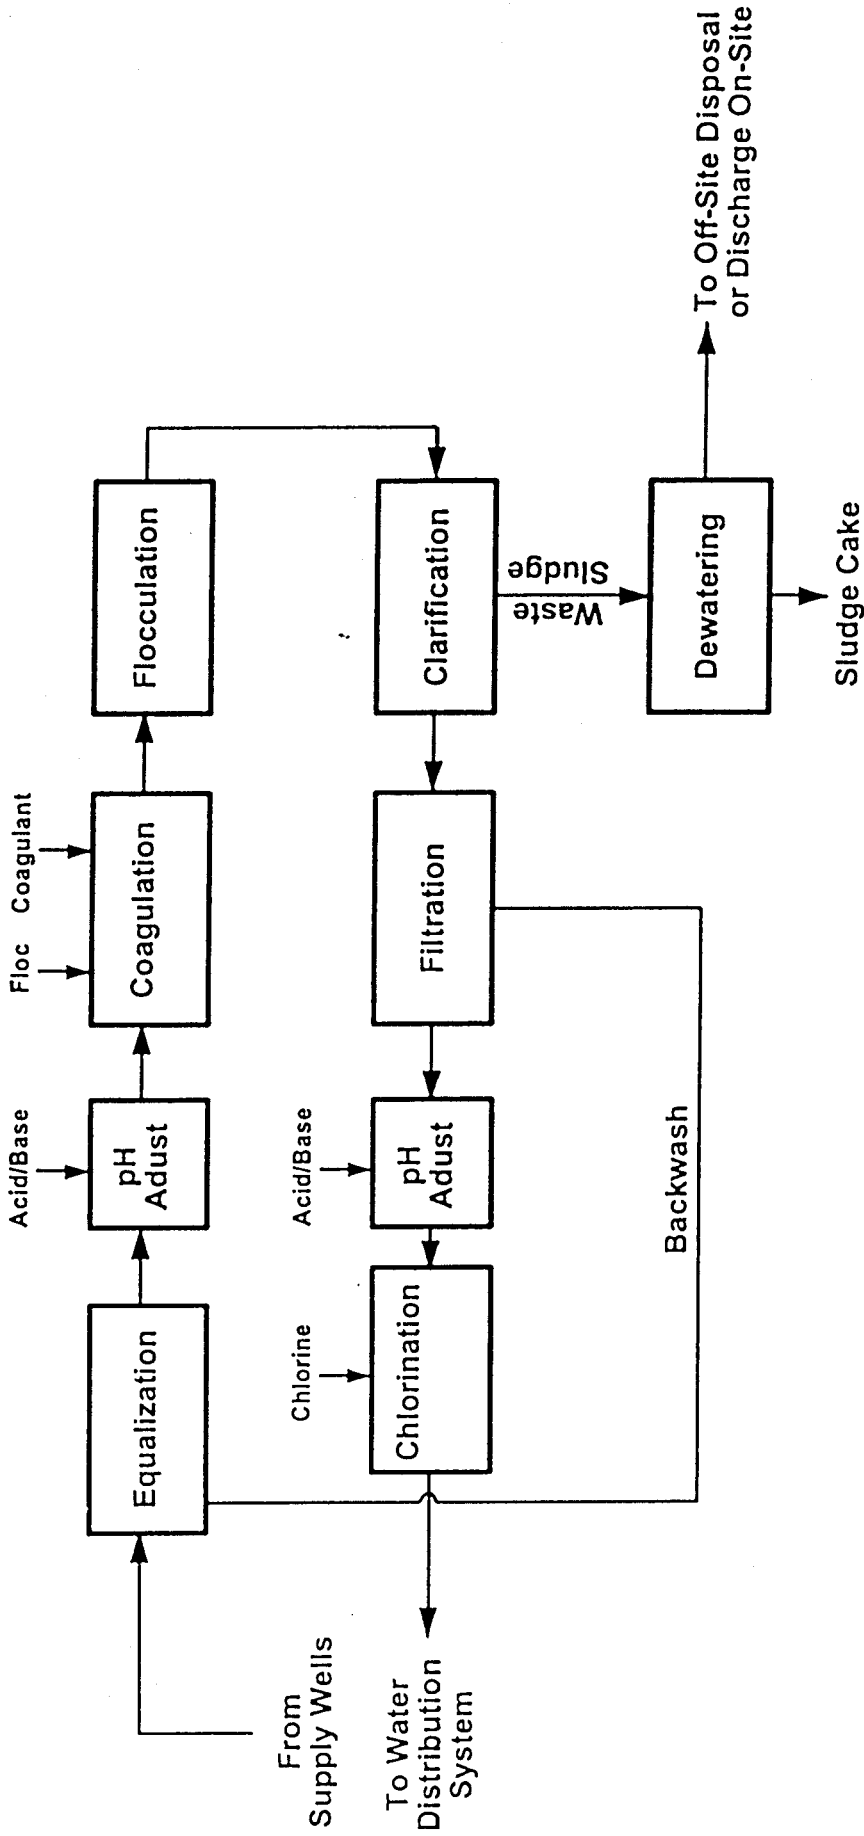 Acid/Base
Floc
Coagulant
Equalization
pH
Adust
Coagulation
Flocculation
From
Supply Wells
Chlorine
Acid/Base
To Water
Distribution
System
Chlorination
pH
Adust
Filtration
Clarification
Waste
Sludge
Backwash
Dewatering
To Off-Site Disposal
or Discharge On-Site
Sludge Cake